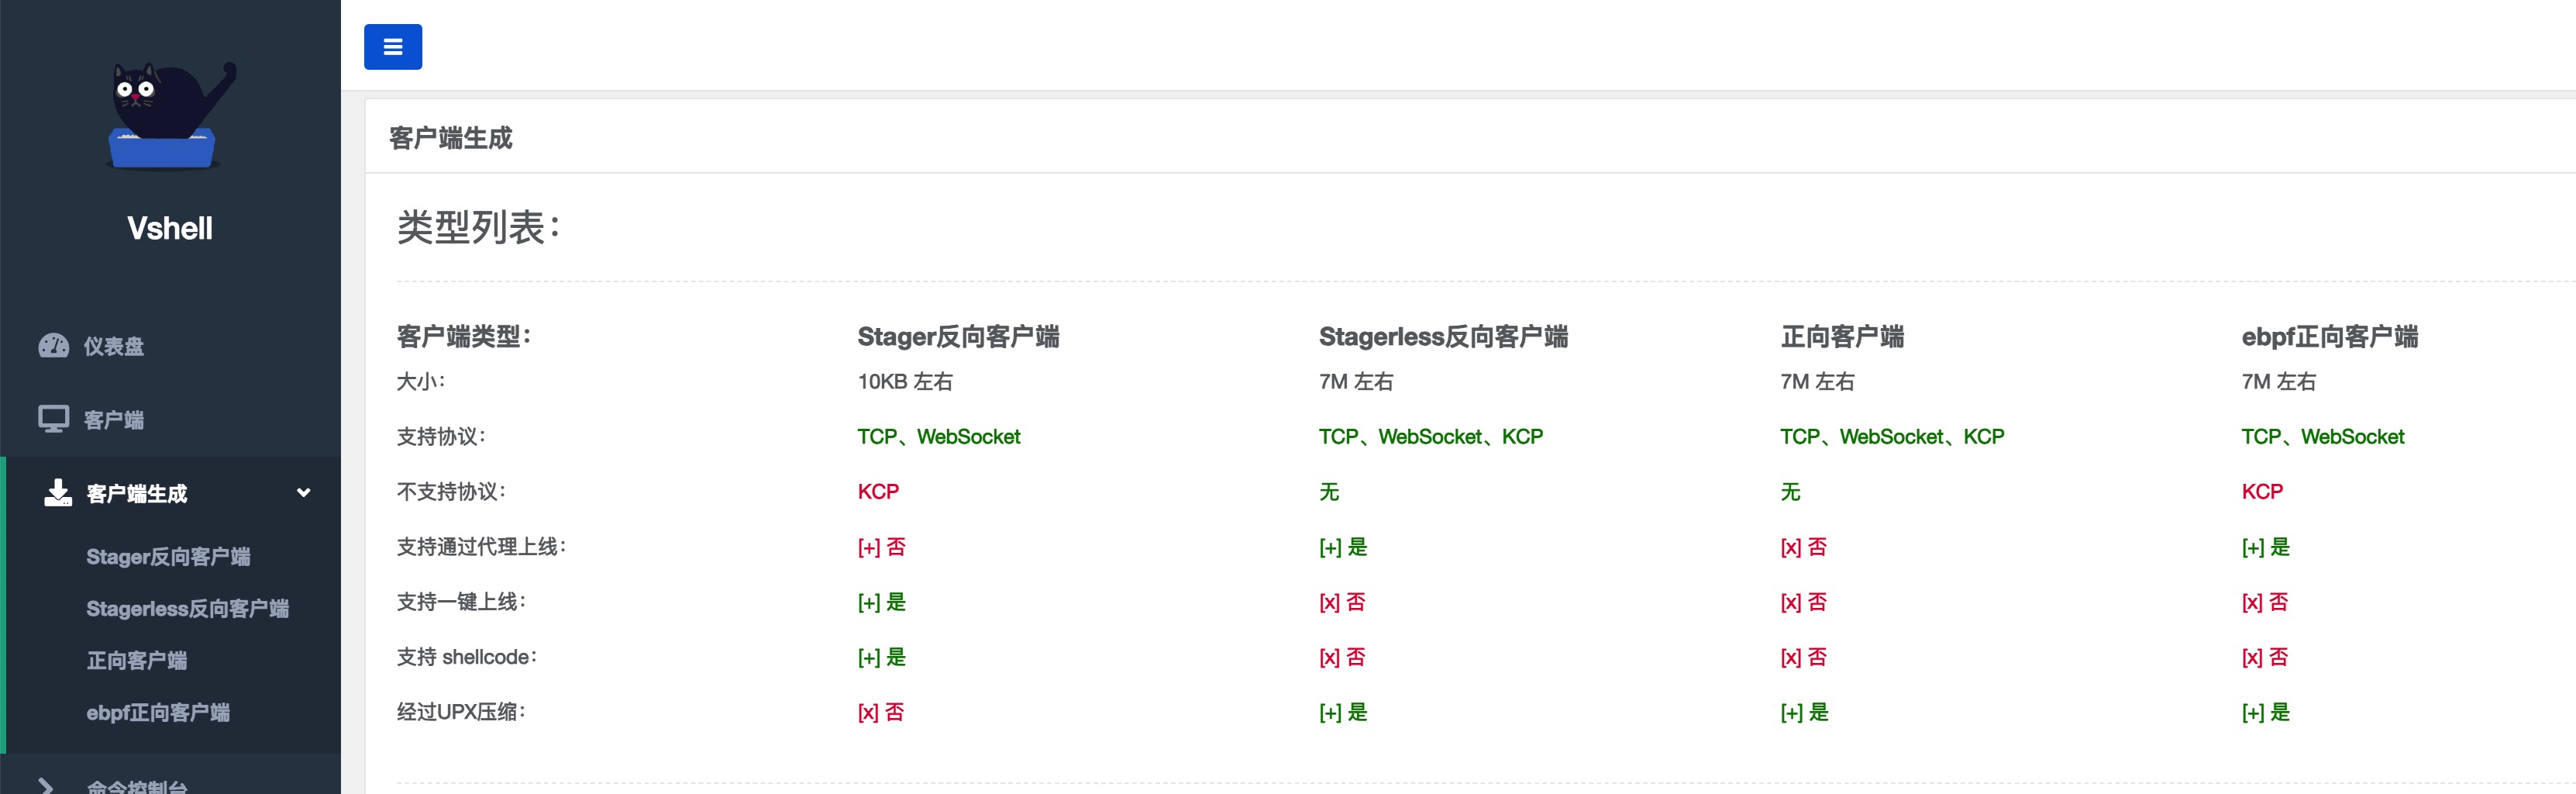 Vshell
仪表盘
客户端
客户端生成
Stager反向客户端
Stagerless反向客户端
正向客户端
ebpf正向客户端
命令控制台
客户端生成
类型列表：
客户端类型： Stager反向客户端 Stagerless反向客户端 正向客户端 ebpf正向客户端
大小： 10KB 左右 7M 左右 7M 左右 7M 左右
支持协议： TCP、WebSocket TCP、WebSocket、KCP TCP、WebSocket、KCP TCP、WebSocket
不支持协议： KCP 无 无 KCP
支持通过代理上线： [+] 否 [+] 是 [x] 否 [+] 是
支持一键上线： [+] 是 [x] 否 [x] 否 [x] 否
支持 shellcode： [+] 是 [x] 否 [x] 否 [x] 否
经过UPX压缩： [x] 否 [+] 是 [+] 是 [+] 是